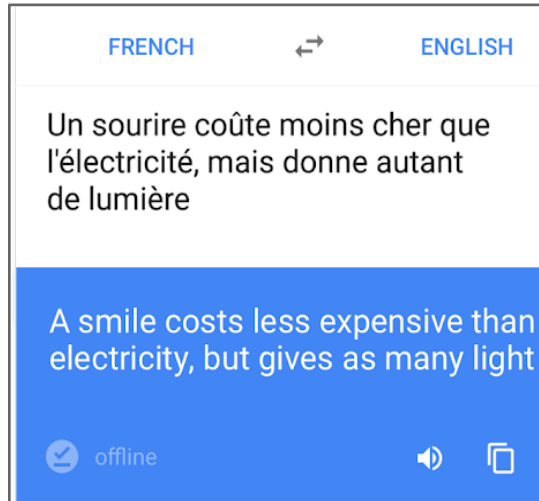 FRENCH ENGLISH
Un sourire coûte moins cher que
l'électricité, mais donne autant
de lumière
A smile costs less expensive than
electricity, but gives as many light
offline